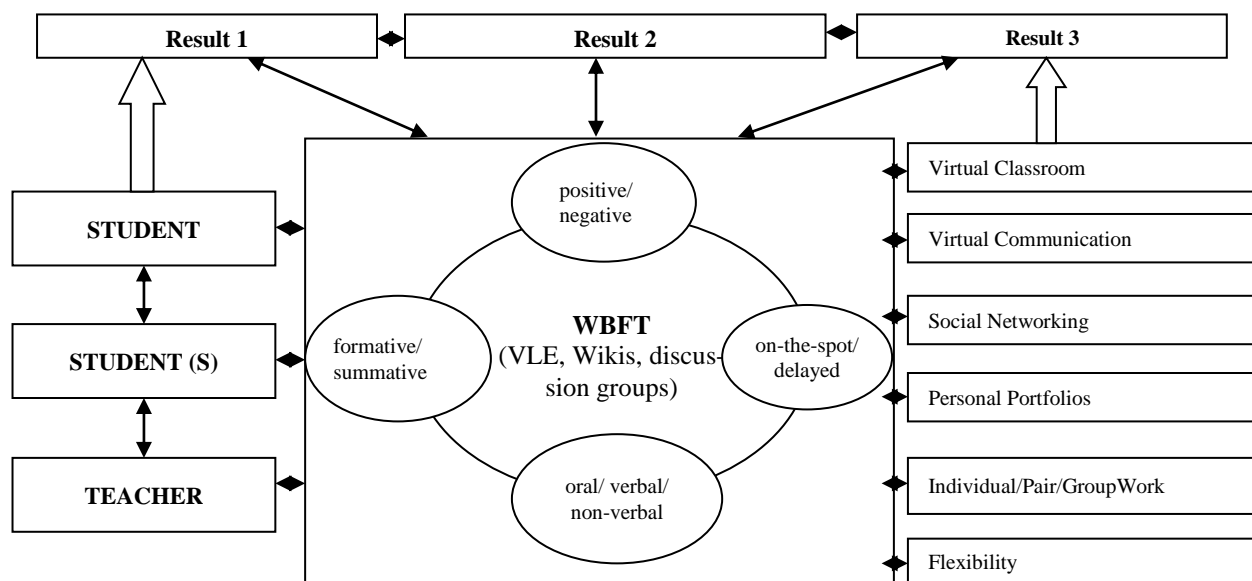 Result 1
Result 2
Result 3
STUDENT
STUDENT (S)
TEACHER
positive/
negative
formative/
summative
WBFT
(VLE, Wikis, discus-
sion groups)
on-the-spot/
delayed
oral/ verbal/
non-verbal
Virtual Classroom
Virtual Communication
Social Networking
Personal Portfolios
Individual/Pair/GroupWork
Flexibility